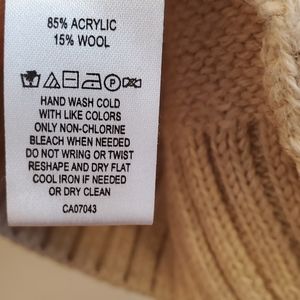 85% ACRYLIC
15% WOOL
HAND WASH COLD
WITH LIKE COLORS
ONLY NON-CHLORINE
BLEACH WHEN NEEDED
DO NOT WRING OR TWIST
RESHAPE AND DRY FLAT
COOL IRON IF NEEDED
OR DRY CLEAN
CA07043